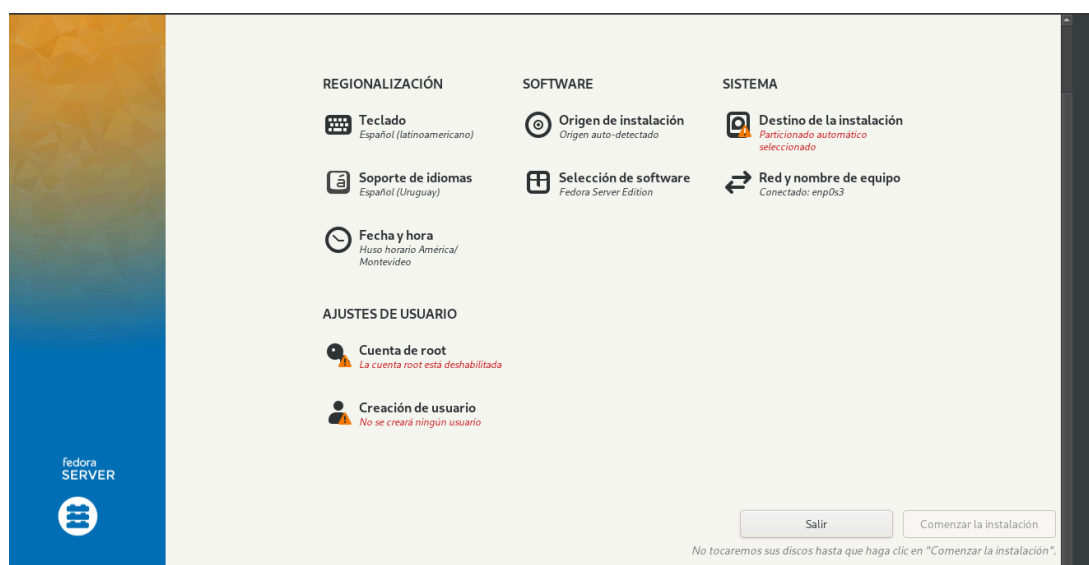 REGIONALIZACIÓN
Teclado
Español (latinoamericano)
Soporte de idiomas
Español (Uruguay)
Fecha y hora
Huso horario América/
Montevideo
SOFTWARE
Origen de instalación
Origen auto-detectado
Selección de software
Fedora Server Edition
SISTEMA
Destino de la instalación
Particionado automático
seleccionado
Red y nombre de equipo
Conectado: enp0s3
AJUSTES DE USUARIO
Cuenta de root
La cuenta root está deshabilitada
Creación de usuario
No se creará ningún usuario
fedora
SERVER
Salir
Comenzar la instalación
No tocaremos sus discos hasta que haga clic en "Comenzar la instalación".